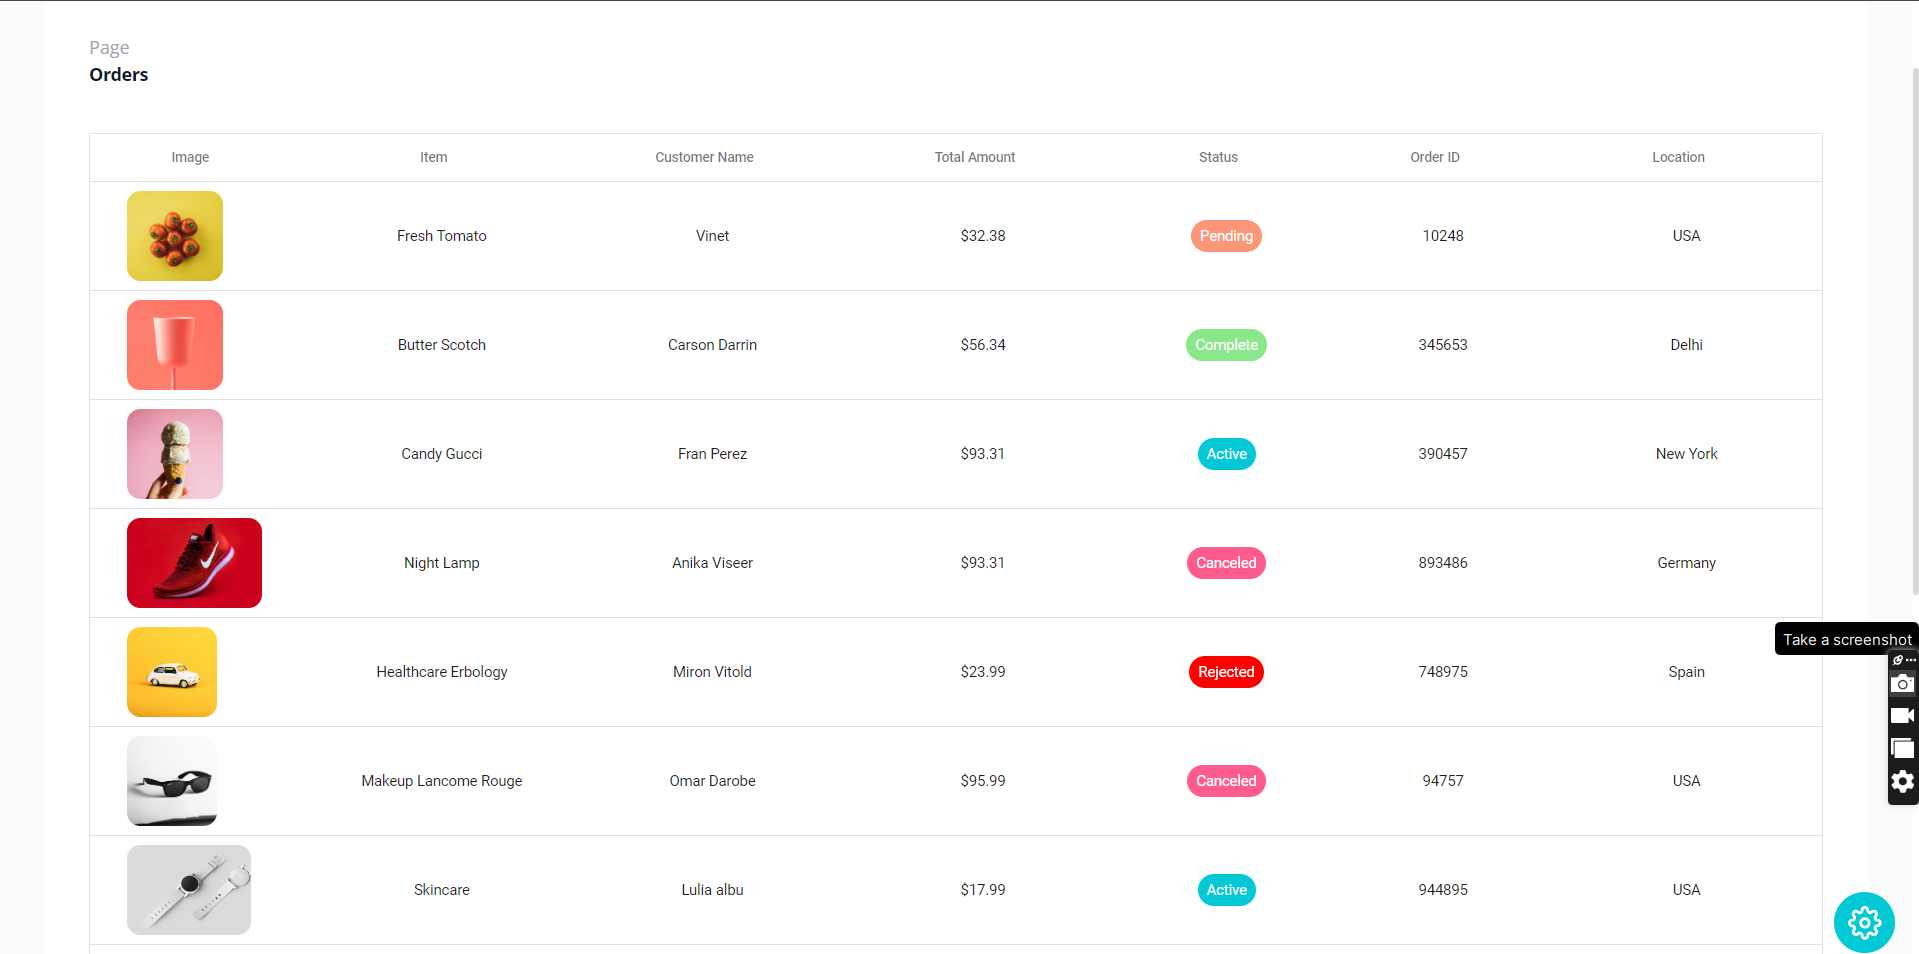 Page
Orders
Image Item Customer Name Total Amount Status Order ID Location
Fresh Tomato Vinet $32.38 Pending 10248 USA
Butter Scotch Carson Darrin $56.34 Complete 345653 Delhi
Candy Gucci Fran Perez $93.31 Active 390457 New York
Night Lamp Anika Viseer $93.31 Canceled 893486 Germany
Healthcare Erbology Miron Vitold $23.99 Rejected 748975 Spain
Take a screenshot
Makeup Lancome Rouge Omar Darobe $95.99 Canceled 94757 USA
Skincare Lulia albu $17.99 Active 944895 USA